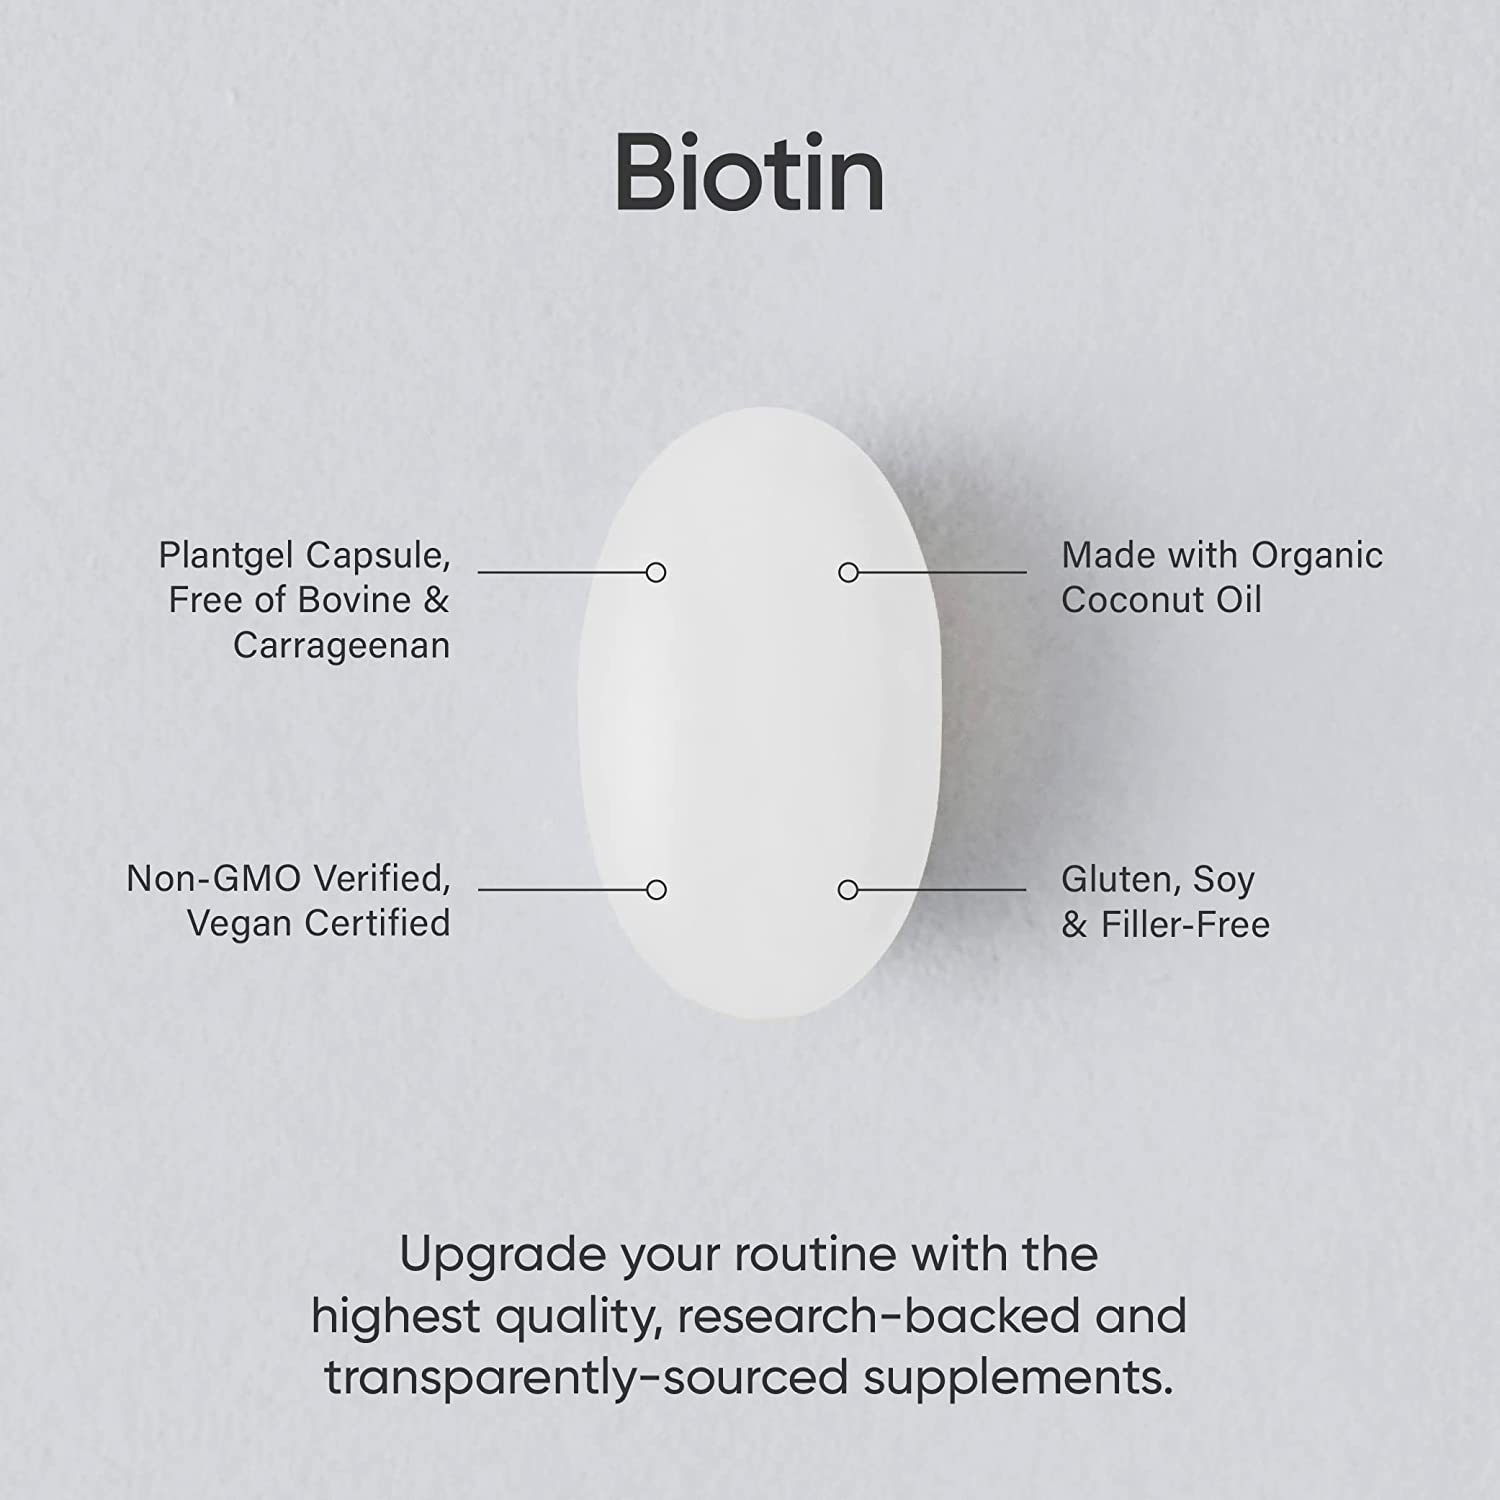 Biotin
Plantgel Capsule,
Free of Bovine &
Carrageenan
Made with Organic
Coconut Oil
Non-GMO Verified,
Vegan Certified
Gluten, Soy
& Filler-Free
Upgrade your routine with the
highest quality, research-backed and
transparently-sourced supplements.